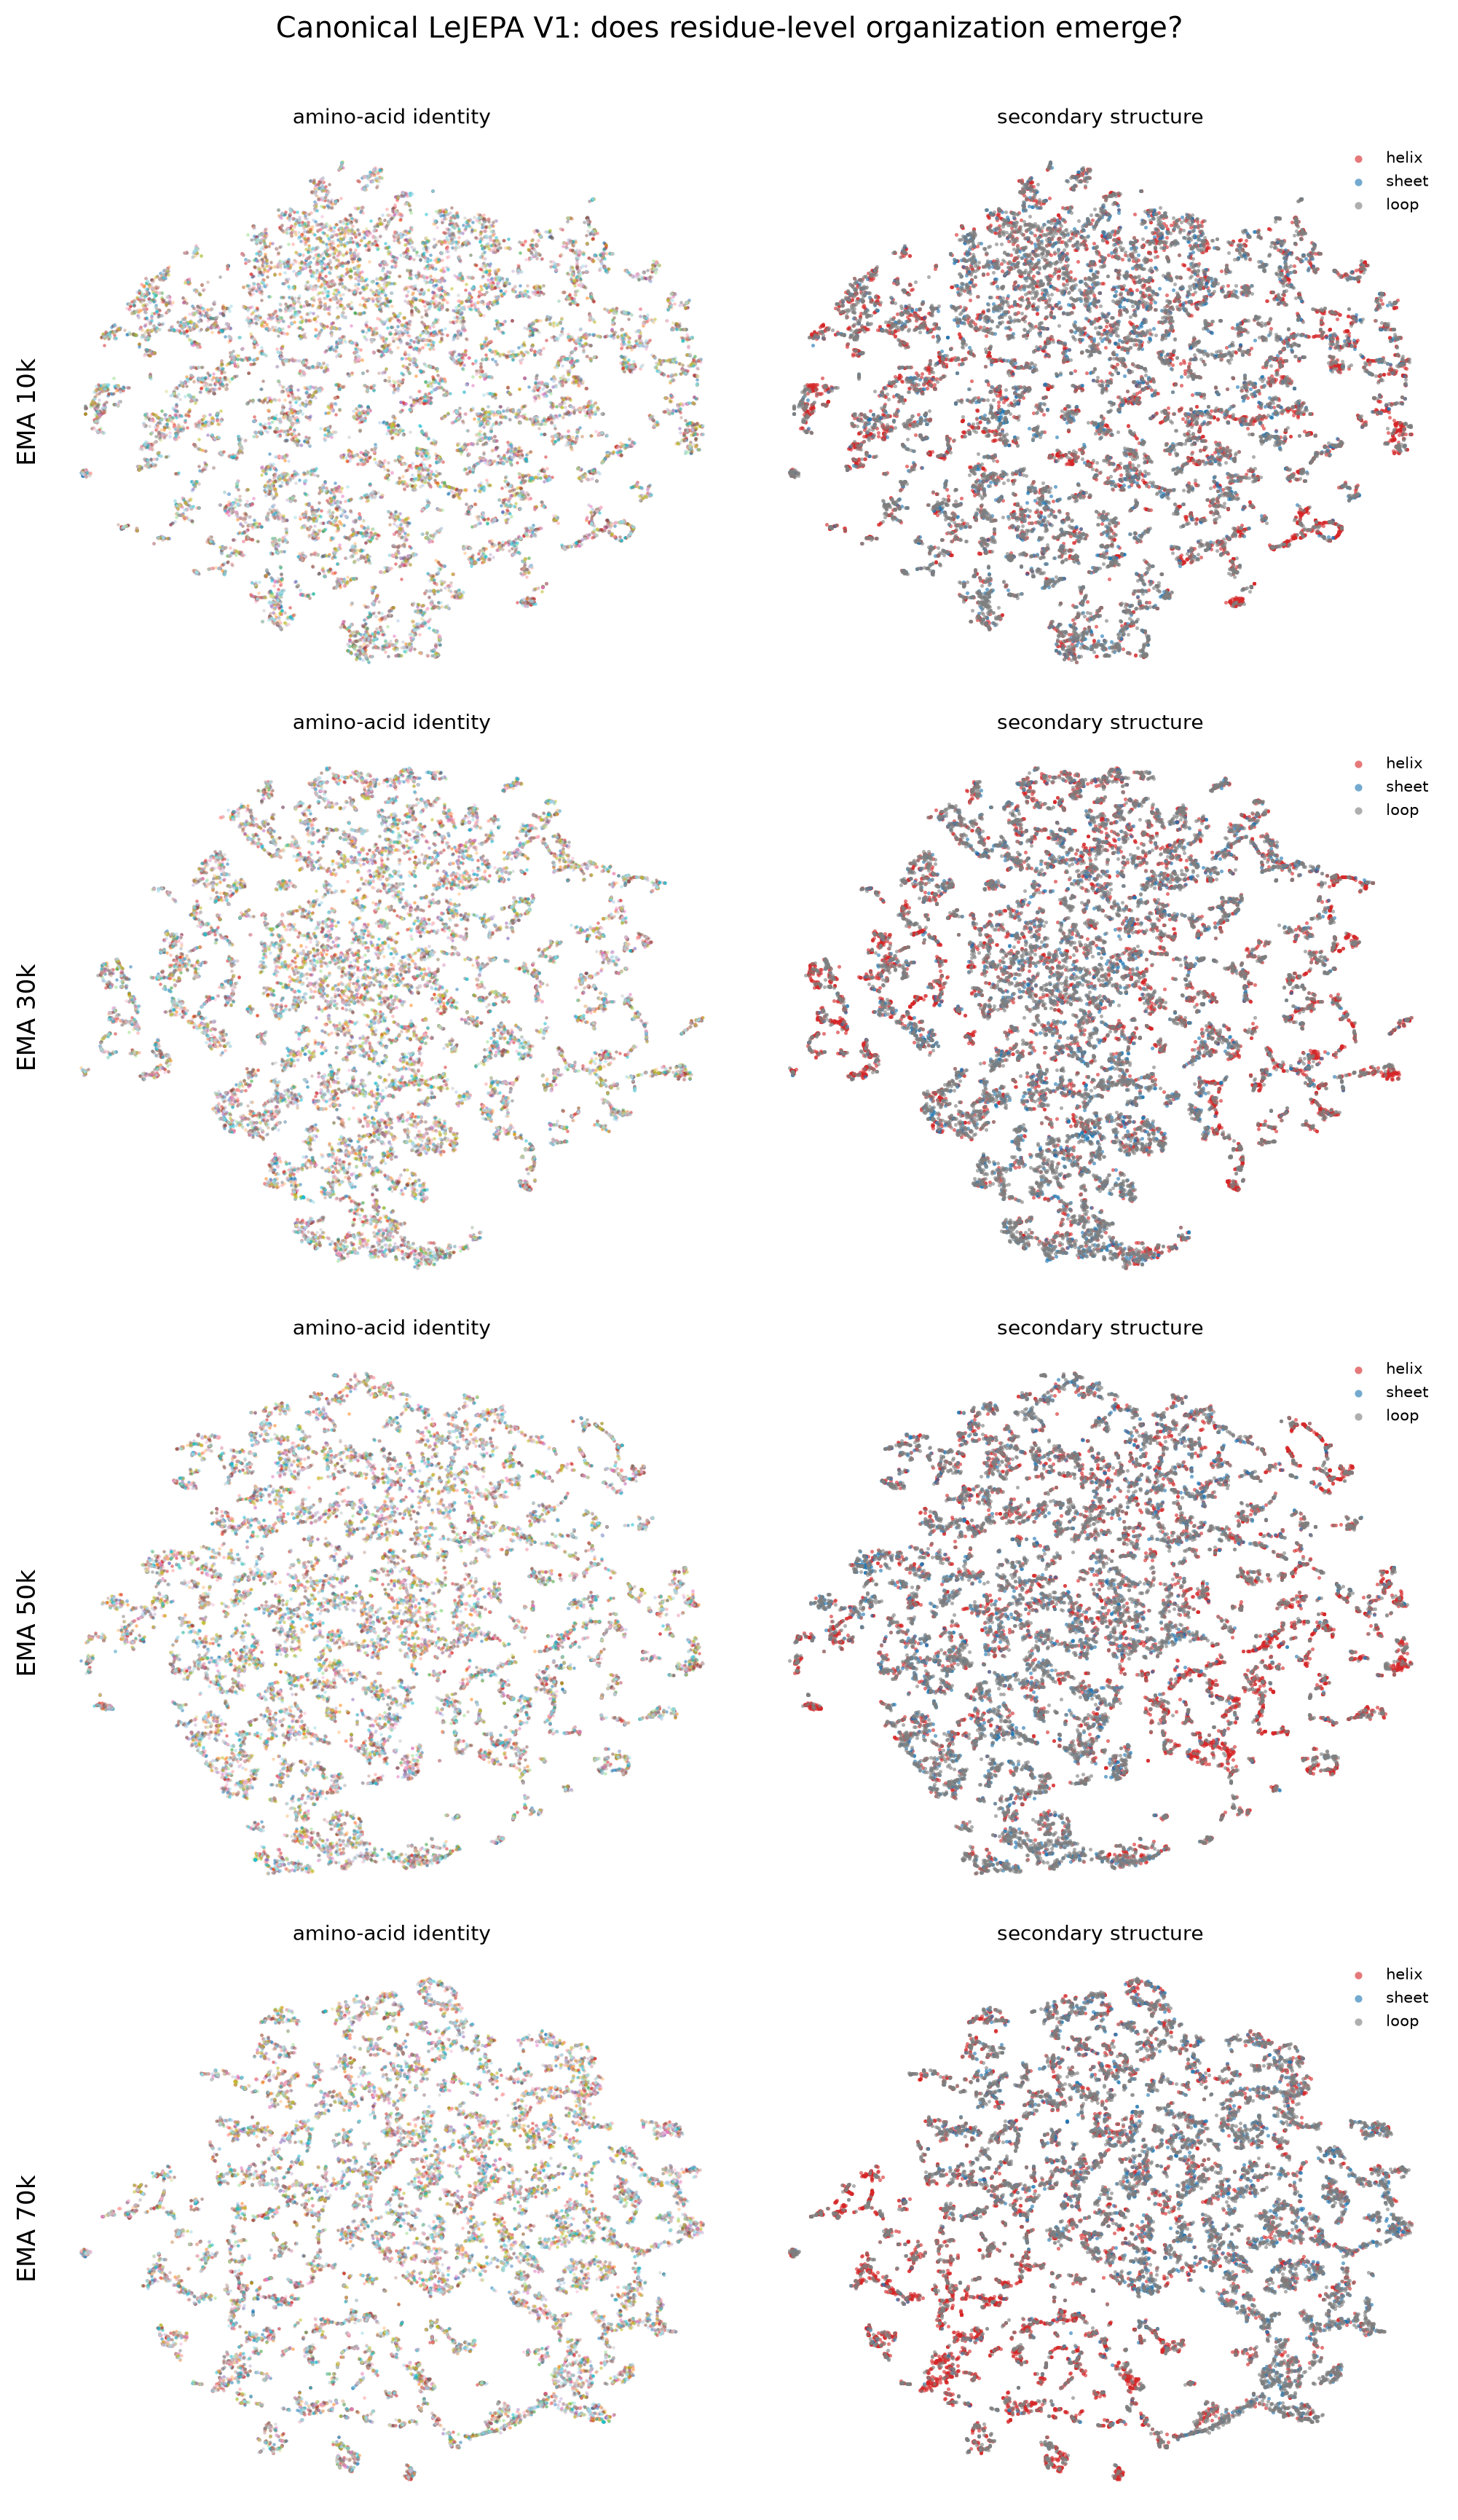 Canonical LeJEPA V1: does residue-level organization emerge?
amino-acid identity
secondary structure
helix
sheet
loop
EMA 10k
amino-acid identity
secondary structure
helix
sheet
loop
EMA 30k
amino-acid identity
secondary structure
helix
sheet
loop
EMA 50k
amino-acid identity
secondary structure
helix
sheet
loop
EMA 70k